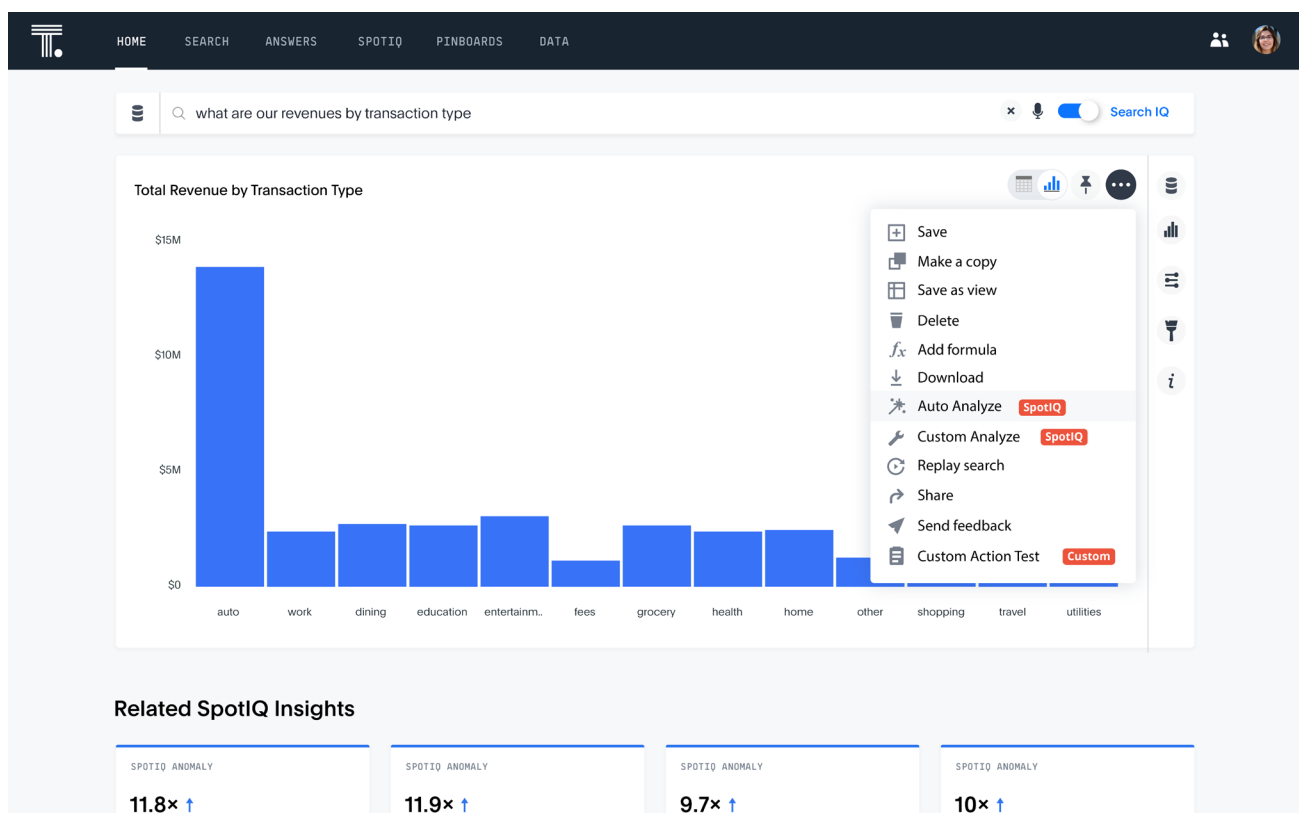 HOME SEARCH ANSWERS SPOTIQ PINBOARDS DATA
what are our revenues by transaction type
Search IQ
Total Revenue by Transaction Type
Save
Make a copy
Save as view
Delete
fx Add formula
Download
Auto Analyze SpotIQ
Custom Analyze SpotIQ
Replay search
Share
Send feedback
Custom Action Test Custom
$15M
$10M
$5M
$0
auto work dining education entertainm.. fees grocery health home other shopping travel utilities
Related SpotIQ Insights
SPOTIQ ANOMALY SPOTIQ ANOMALY SPOTIQ ANOMALY SPOTIQ ANOMALY
11.8× ↑ 11.9× ↑ 9.7× ↑ 10× ↑